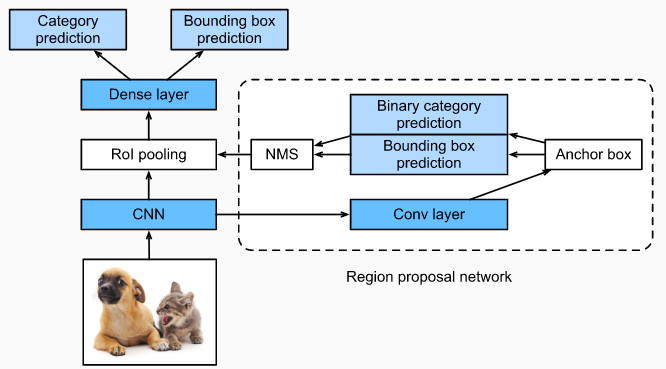 Category
prediction
Bounding box
prediction
Dense layer
Binary category
prediction
RoI pooling
NMS
Bounding box
prediction
Anchor box
CNN
Conv layer
Region proposal network